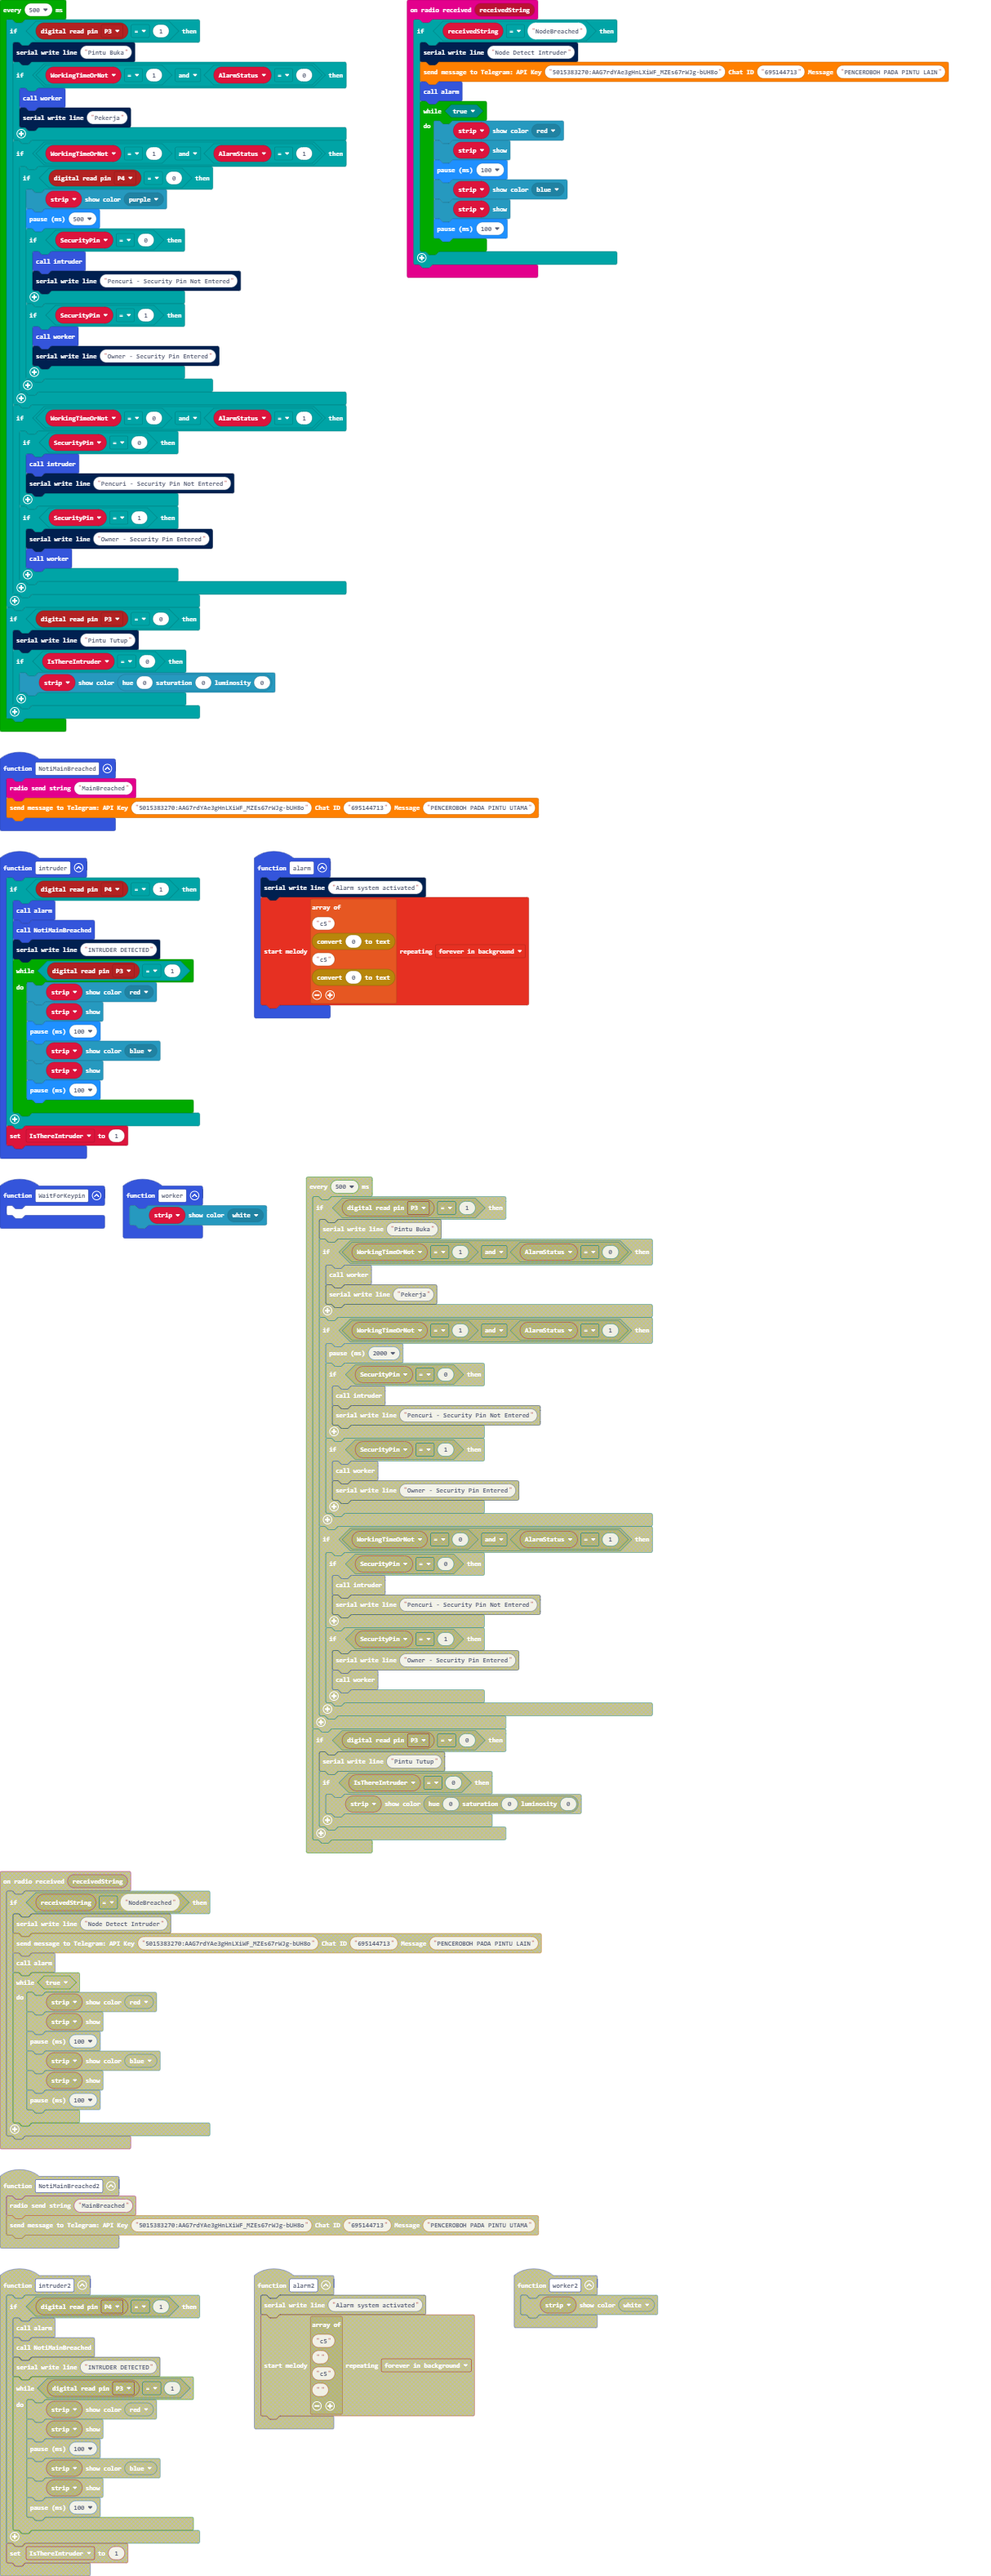 every 500 ms
if digital read pin P3 = 1 then
serial write line "Pintu Buka"
if WorkingTimeOrNot = 1 and AlarmStatus = 0 then
call worker
serial write line "Pekerja"
if WorkingTimeOrNot = 1 and AlarmStatus = 1 then
if digital read pin P4 = 0 then
strip show color purple
pause (ms) 500
if SecurityPin = 0 then
call intruder
serial write line "Pencuri - Security Pin Not Entered"
if SecurityPin = 1 then
call worker
serial write line "Owner - Security Pin Entered"
if WorkingTimeOrNot = 0 and AlarmStatus = 1 then
if SecurityPin = 0 then
call intruder
serial write line "Pencuri - Security Pin Not Entered"
if SecurityPin = 1 then
serial write line "Owner - Security Pin Entered"
call worker
if digital read pin P3 = 0 then
serial write line "Pintu Tutup"
if IsThereIntruder = 0 then
strip show color hue 0 saturation 0 luminosity 0
on radio received receivedString
if receivedString = "NodeBreached" then
serial write line "Node Detect Intruder"
send message to Telegram: API Key Chat ID "695144713" Message "PENCEROBOH PADA PINTU LAIN"
call alarm
while true
do strip show color red
strip show
pause (ms) 100
strip show color blue
strip show
pause (ms) 100
function NotiMainBreached
radio send string "MainBreached"
send message to Telegram: API Key Chat ID "695144713" Message "PENCEROBOH PADA PINTU UTAMA"
function intruder
if digital read pin P4 = 1 then
call alarm
call NotiMainBreached
serial write line "INTRUDER DETECTED"
while digital read pin P3 = 1
do strip show color red
strip show
pause (ms) 100
strip show color blue
strip show
pause (ms) 100
set IsThereIntruder to 1
function alarm
serial write line "Alarm system activated"
array of
"c5"
convert 0 to text
"c5"
convert 0 to text
start melody repeating forever in background
function WaitForKeypin
function worker
strip show color white
every 500 ms
if digital read pin P3 = 1 then
serial write line "Pintu Buka"
if WorkingTimeOrNot = 1 and AlarmStatus = 0 then
call worker
serial write line "Pekerja"
if WorkingTimeOrNot = 1 and AlarmStatus = 1 then
pause (ms) 2000
if SecurityPin = 0 then
call intruder
serial write line "Pencuri - Security Pin Not Entered"
if SecurityPin = 1 then
call worker
serial write line "Owner - Security Pin Entered"
if WorkingTimeOrNot = 0 and AlarmStatus = 1 then
if SecurityPin = 0 then
call intruder
serial write line "Pencuri - Security Pin Not Entered"
if SecurityPin = 1 then
serial write line "Owner - Security Pin Entered"
call worker
if digital read pin P3 = 0 then
serial write line "Pintu Tutup"
if IsThereIntruder = 0 then
strip show color hue 0 saturation 0 luminosity 0
on radio received receivedString
if receivedString = "NodeBreached" then
serial write line "Node Detect Intruder"
send message to Telegram: API Key Chat ID "695144713" Message "PENCEROBOH PADA PINTU LAIN"
call alarm
while true
do strip show color red
strip show
pause (ms) 100
strip show color blue
strip show
pause (ms) 100
function NotiMainBreached2
radio send string "MainBreached"
send message to Telegram: API Key Chat ID "695144713" Message "PENCEROBOH PADA PINTU UTAMA"
function intruder2
if digital read pin P4 = 1 then
call alarm
call NotiMainBreached
serial write line "INTRUDER DETECTED"
while digital read pin P3 = 1
do strip show color red
strip show
pause (ms) 100
strip show color blue
strip show
pause (ms) 100
set IsThereIntruder to 1
function alarm2
serial write line "Alarm system activated"
array of
"c5"
" "
"c5"
" "
start melody repeating forever in background
function worker2
strip show color white